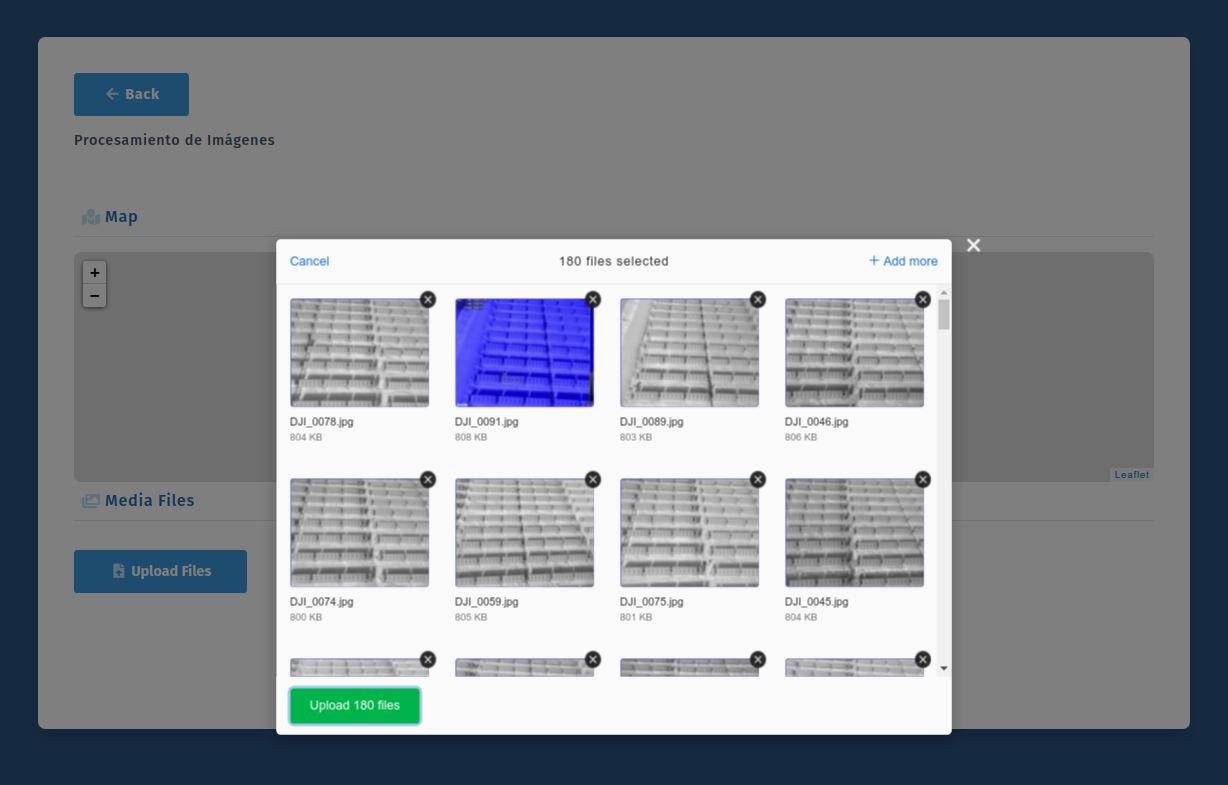 Back
Procesamiento de Imágenes
Map
Cancel
180 files selected
+ Add more
+
−
DJI_0078.jpg
804 KB
DJI_0091.jpg
808 KB
DJI_0089.jpg
803 KB
DJI_0046.jpg
806 KB
Leaflet
Media Files
DJI_0074.jpg
800 KB
DJI_0059.jpg
805 KB
DJI_0075.jpg
801 KB
DJI_0045.jpg
804 KB
Upload Files
Upload 180 files